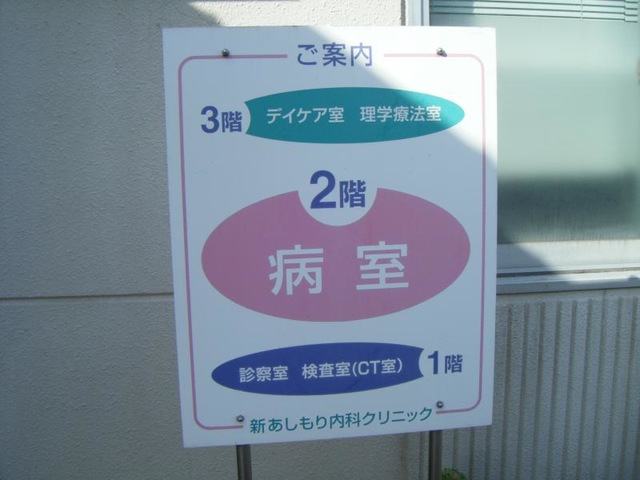 ご案内
3階 デイケア室 理学療法室
2階
病室
診察室 検査室(CT室) 1階
新あしもり内科クリニック